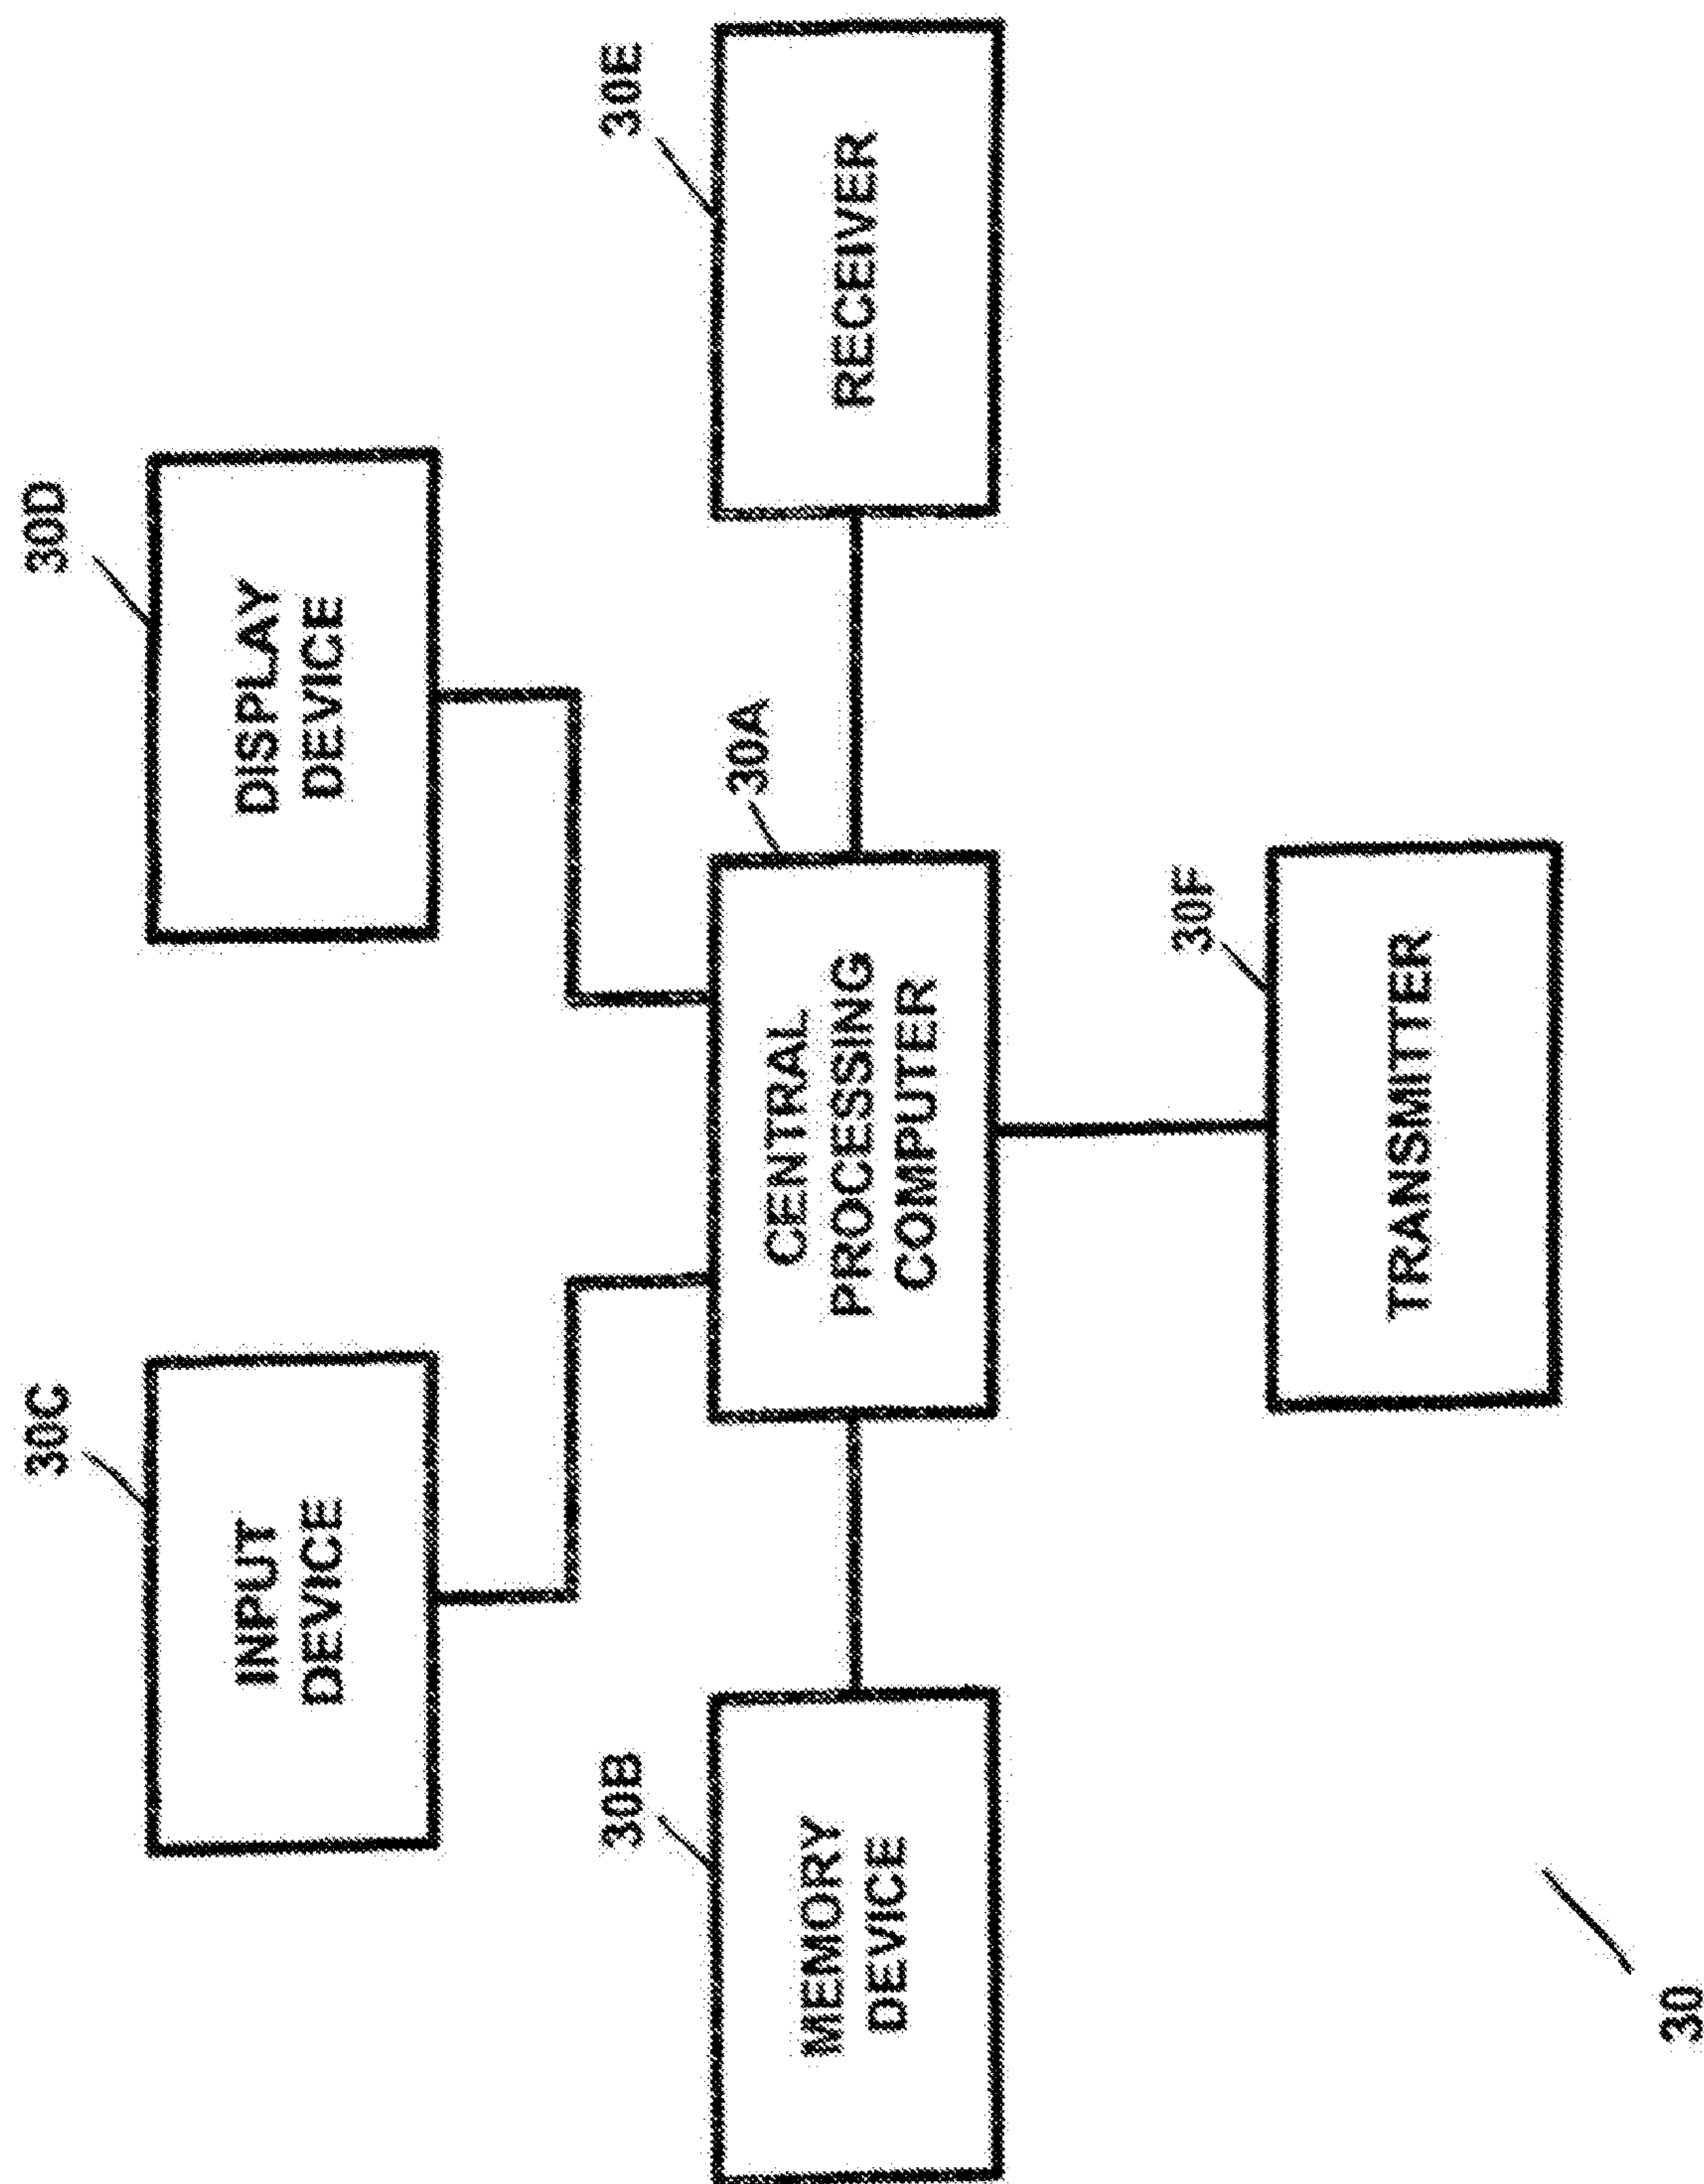 30C
INPUT
DEVICE
30D
DISPLAY
DEVICE
30B
MEMORY
DEVICE
30A
CENTRAL
PROCESSING
COMPUTER
30E
RECEIVER
30F
TRANSMITTER
30